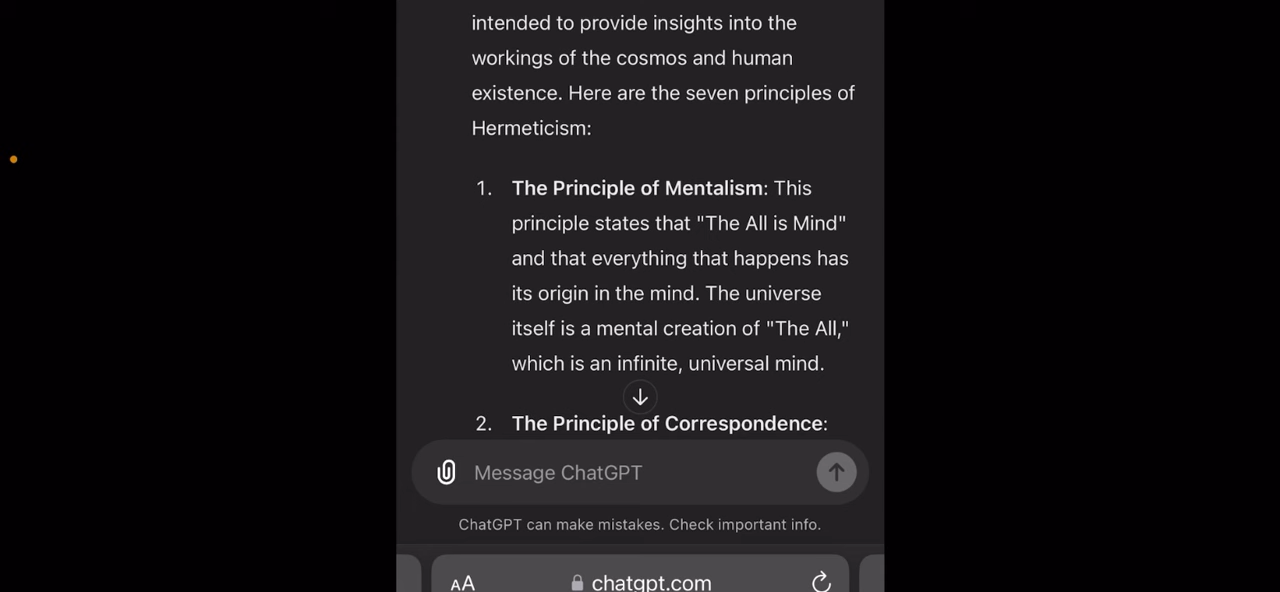 intended to provide insights into the
workings of the cosmos and human
existence. Here are the seven principles of
Hermeticism:
1. The Principle of Mentalism: This
principle states that "The All is Mind"
and that everything that happens has
its origin in the mind. The universe
itself is a mental creation of "The All,"
which is an infinite, universal mind.
2. The Principle of Correspondence:
Message ChatGPT
ChatGPT can make mistakes. Check important info.
AA chatgpt.com